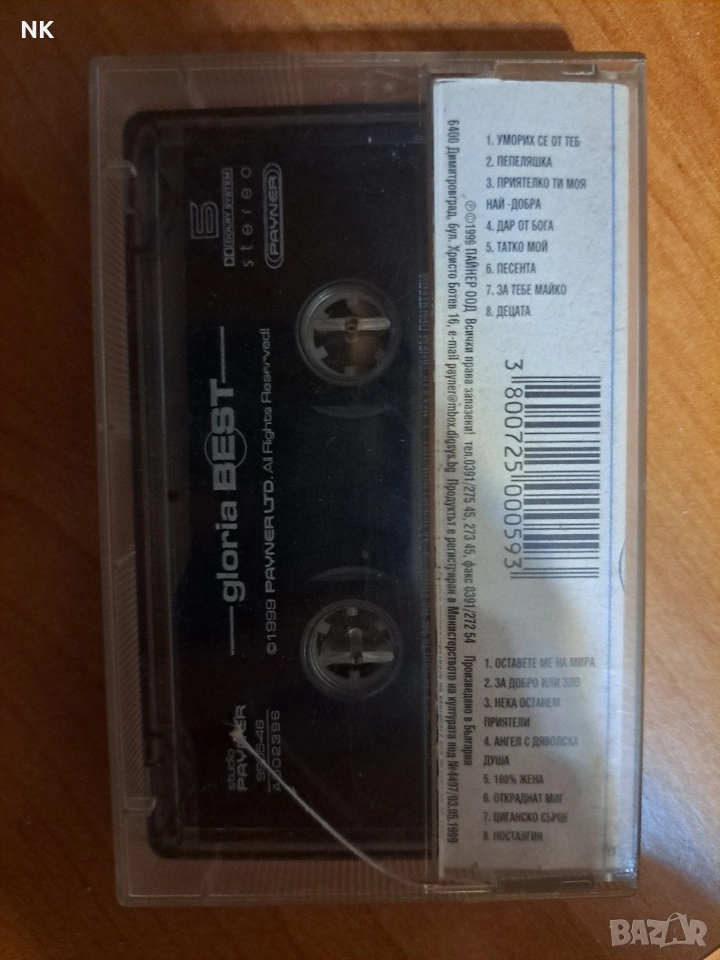 NK
Б
DOLBY SYSTEM
stereo
PAYNER
gloria BEST
©1999 PAYNER LTD. All Rights Reserved!
studio
PAYNER
A002396
6400 Димитровград, бул. Христо Ботев 16, e-mail payner@mbox.digsys.bg Продуктът е регистриран в Министерството на културата под №4497/03.05.1999
℗©1999 ПАЙНЕР ООД Всички права запазени! тел.0391/275 45, 273 45, факс 0391/272 54 Произведено в България
1. УМОРИХ СЕ ОТ ТЕБ
2. ПЕПЕЛЯШКА
3. ПРИЯТЕЛКО ТИ МОЯ
НАЙ -ДОБРА
4. ДАР ОТ БОГА
5. ТАТКО МОЙ
6. ПЕСЕНТА
7. ЗА ТЕБЕ МАЙКО
8. ДЕЦАТА
3 800725 000593
1. ОСТАВЕТЕ МЕ НА МИРА
2. ЗА ДОБРО ИЛИ ЗЛО
3. НЕКА ОСТАНЕМ
ПРИЯТЕЛИ
4. АНГЕЛ С ДЯВОЛСКА
ДУША
5. 100% ЖЕНА
6. ОТКРАДНАТ МИГ
7. ЦИГАНСКО СЪРЦЕ
8. НОСТАЛГИЯ
BAZAR